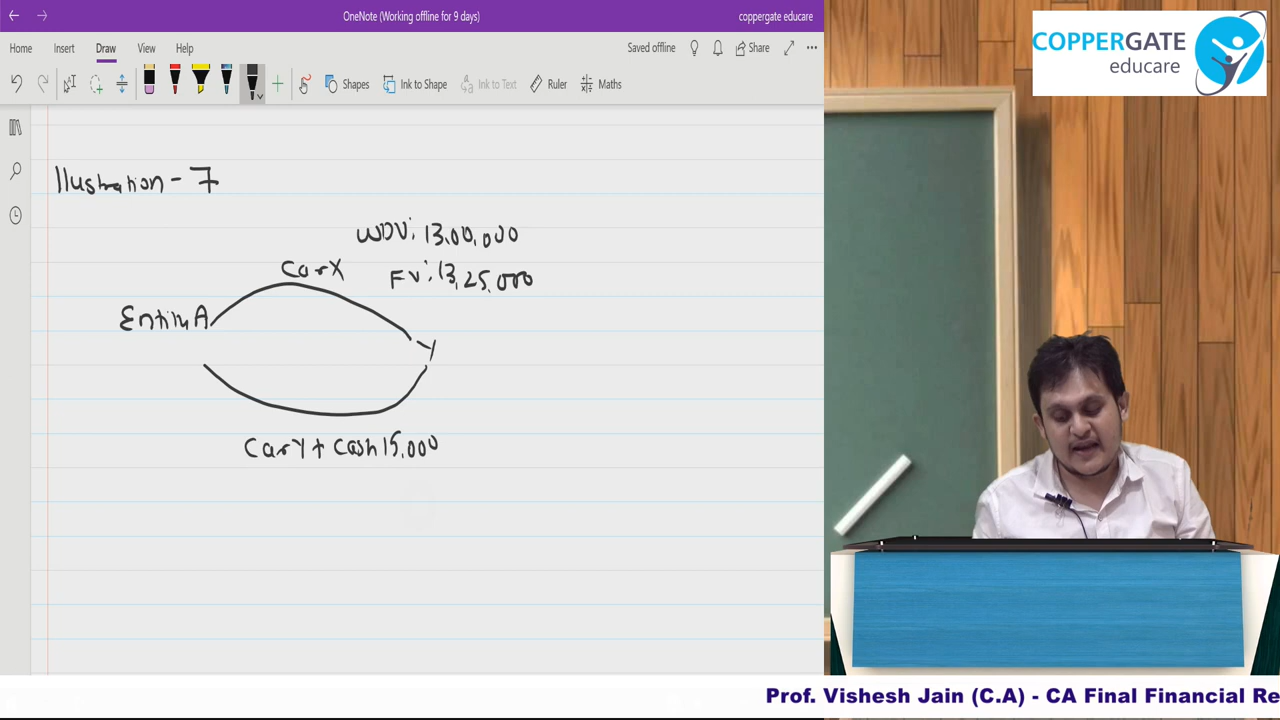 OneNote (Working offline for 9 days)
coppergate educare
Home Insert Draw View Help
Saved offline Share
Shapes Ink to Shape Ink to Text Ruler Maths
COPPERGATE
educare
Illustration - 7
WDV: 13,00,000
Car X FV: 13,25,000
Entity A
Y
Car Y + Cash 15,000
Prof. Vishesh Jain (C.A) - CA Final Financial Re